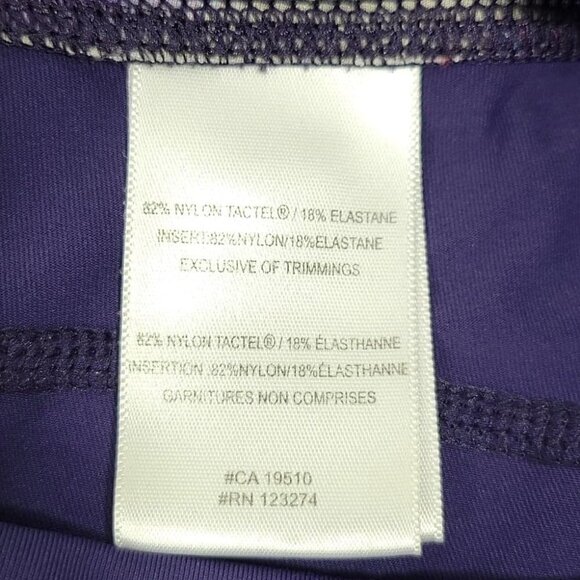 82% NYLON TACTEL® / 18% ELASTANE
INSERT:82%NYLON/18%ELASTANE
EXCLUSIVE OF TRIMMINGS
82% NYLON TACTEL® / 18% ÉLASTHANNE
INSERTION :82%NYLON/18%ÉLASTHANNE
GARNITURES NON COMPRISES
#CA 19510
#RN 123274